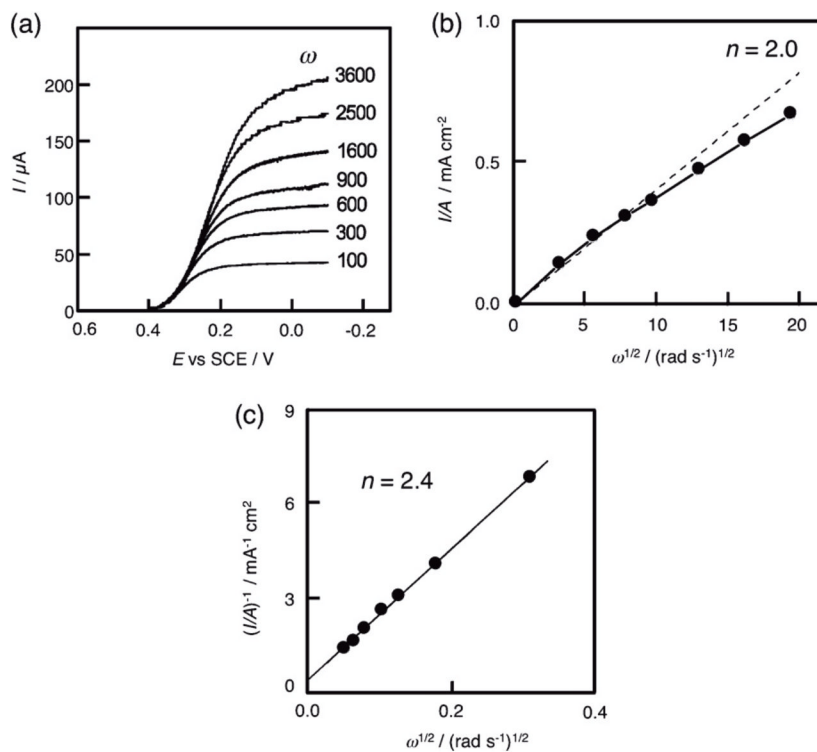 (a)
ω
3600
2500
1600
900
600
300
100
200
150
100
50
0
I / μA
0.6
0.4
0.2
0.0
-0.2
E vs SCE / V
(b)
n = 2.0
1.0
0.5
0.0
I/A / mA cm-2
0
5
10
15
20
ω1/2 / (rad s-1)1/2
(c)
n = 2.4
9
6
3
0
(I/A)-1 / mA-1 cm2
0.0
0.2
0.4
ω1/2 / (rad s-1)1/2